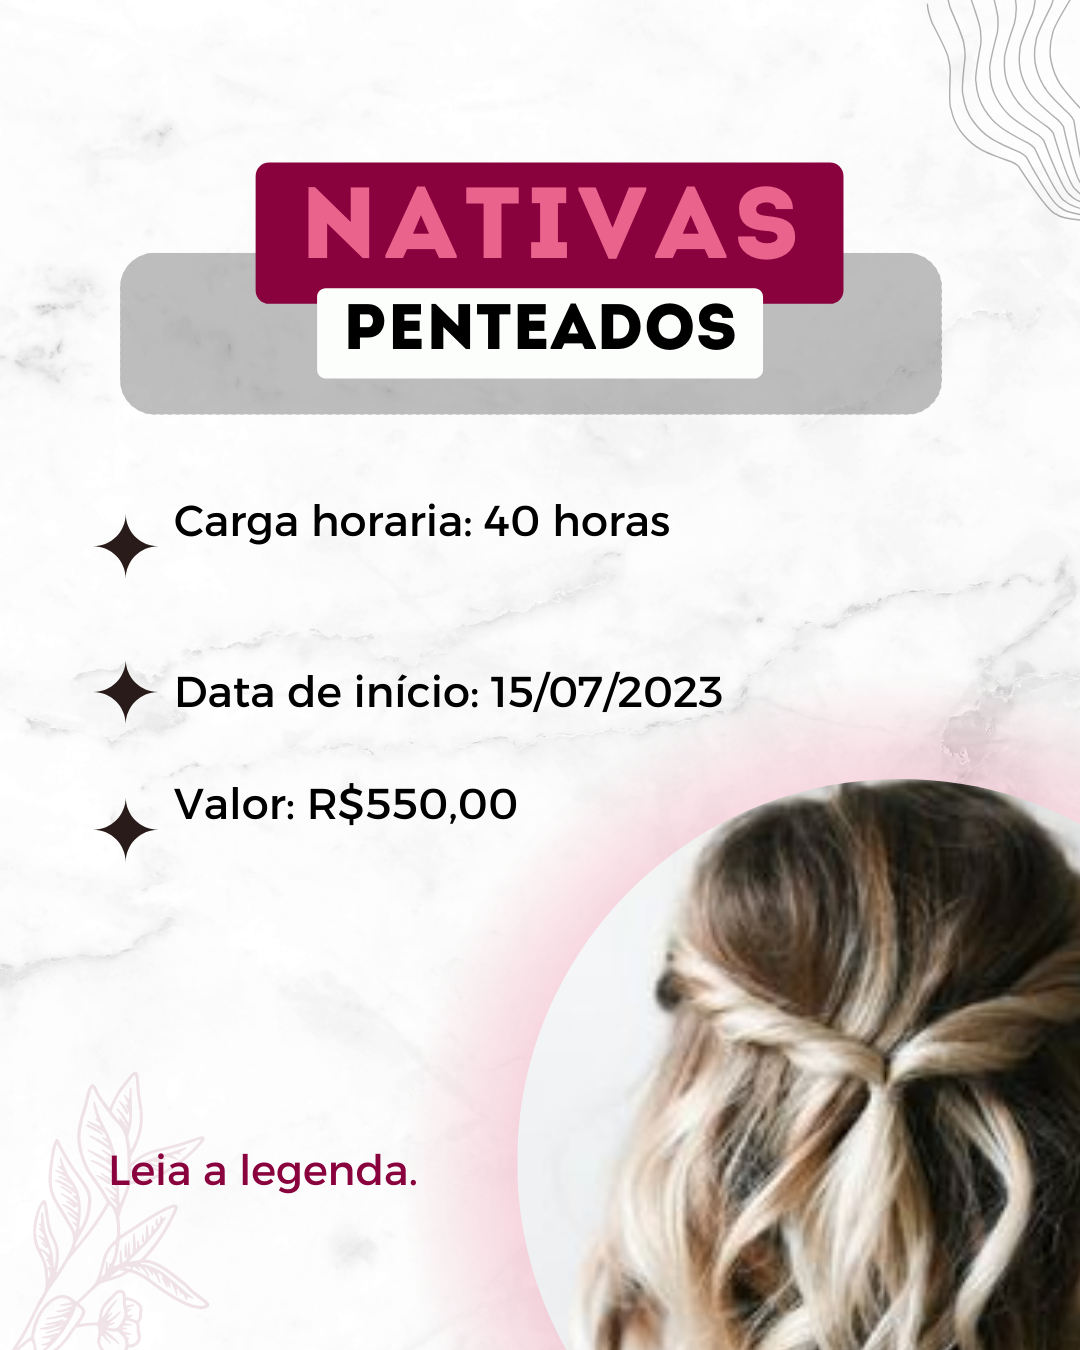 NATIVAS
PENTEADOS
Carga horaria: 40 horas
Data de início: 15/07/2023
Valor: R$550,00
Leia a legenda.